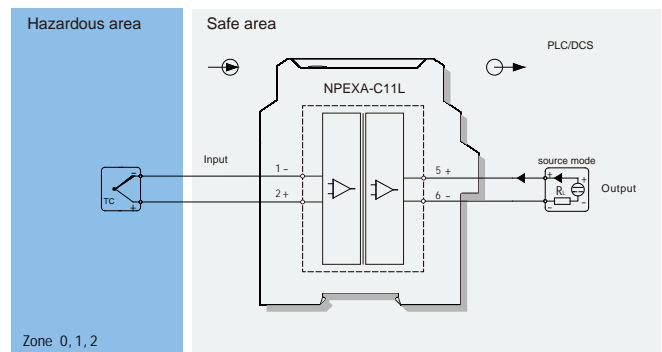 Hazardous area
Safe area
PLC/DCS
NPEXA-C11L
Input
1 -
2 +
5 +
6 -
source mode
TC
-
+
+
+
RL
-
-
Output
Zone 0, 1, 2